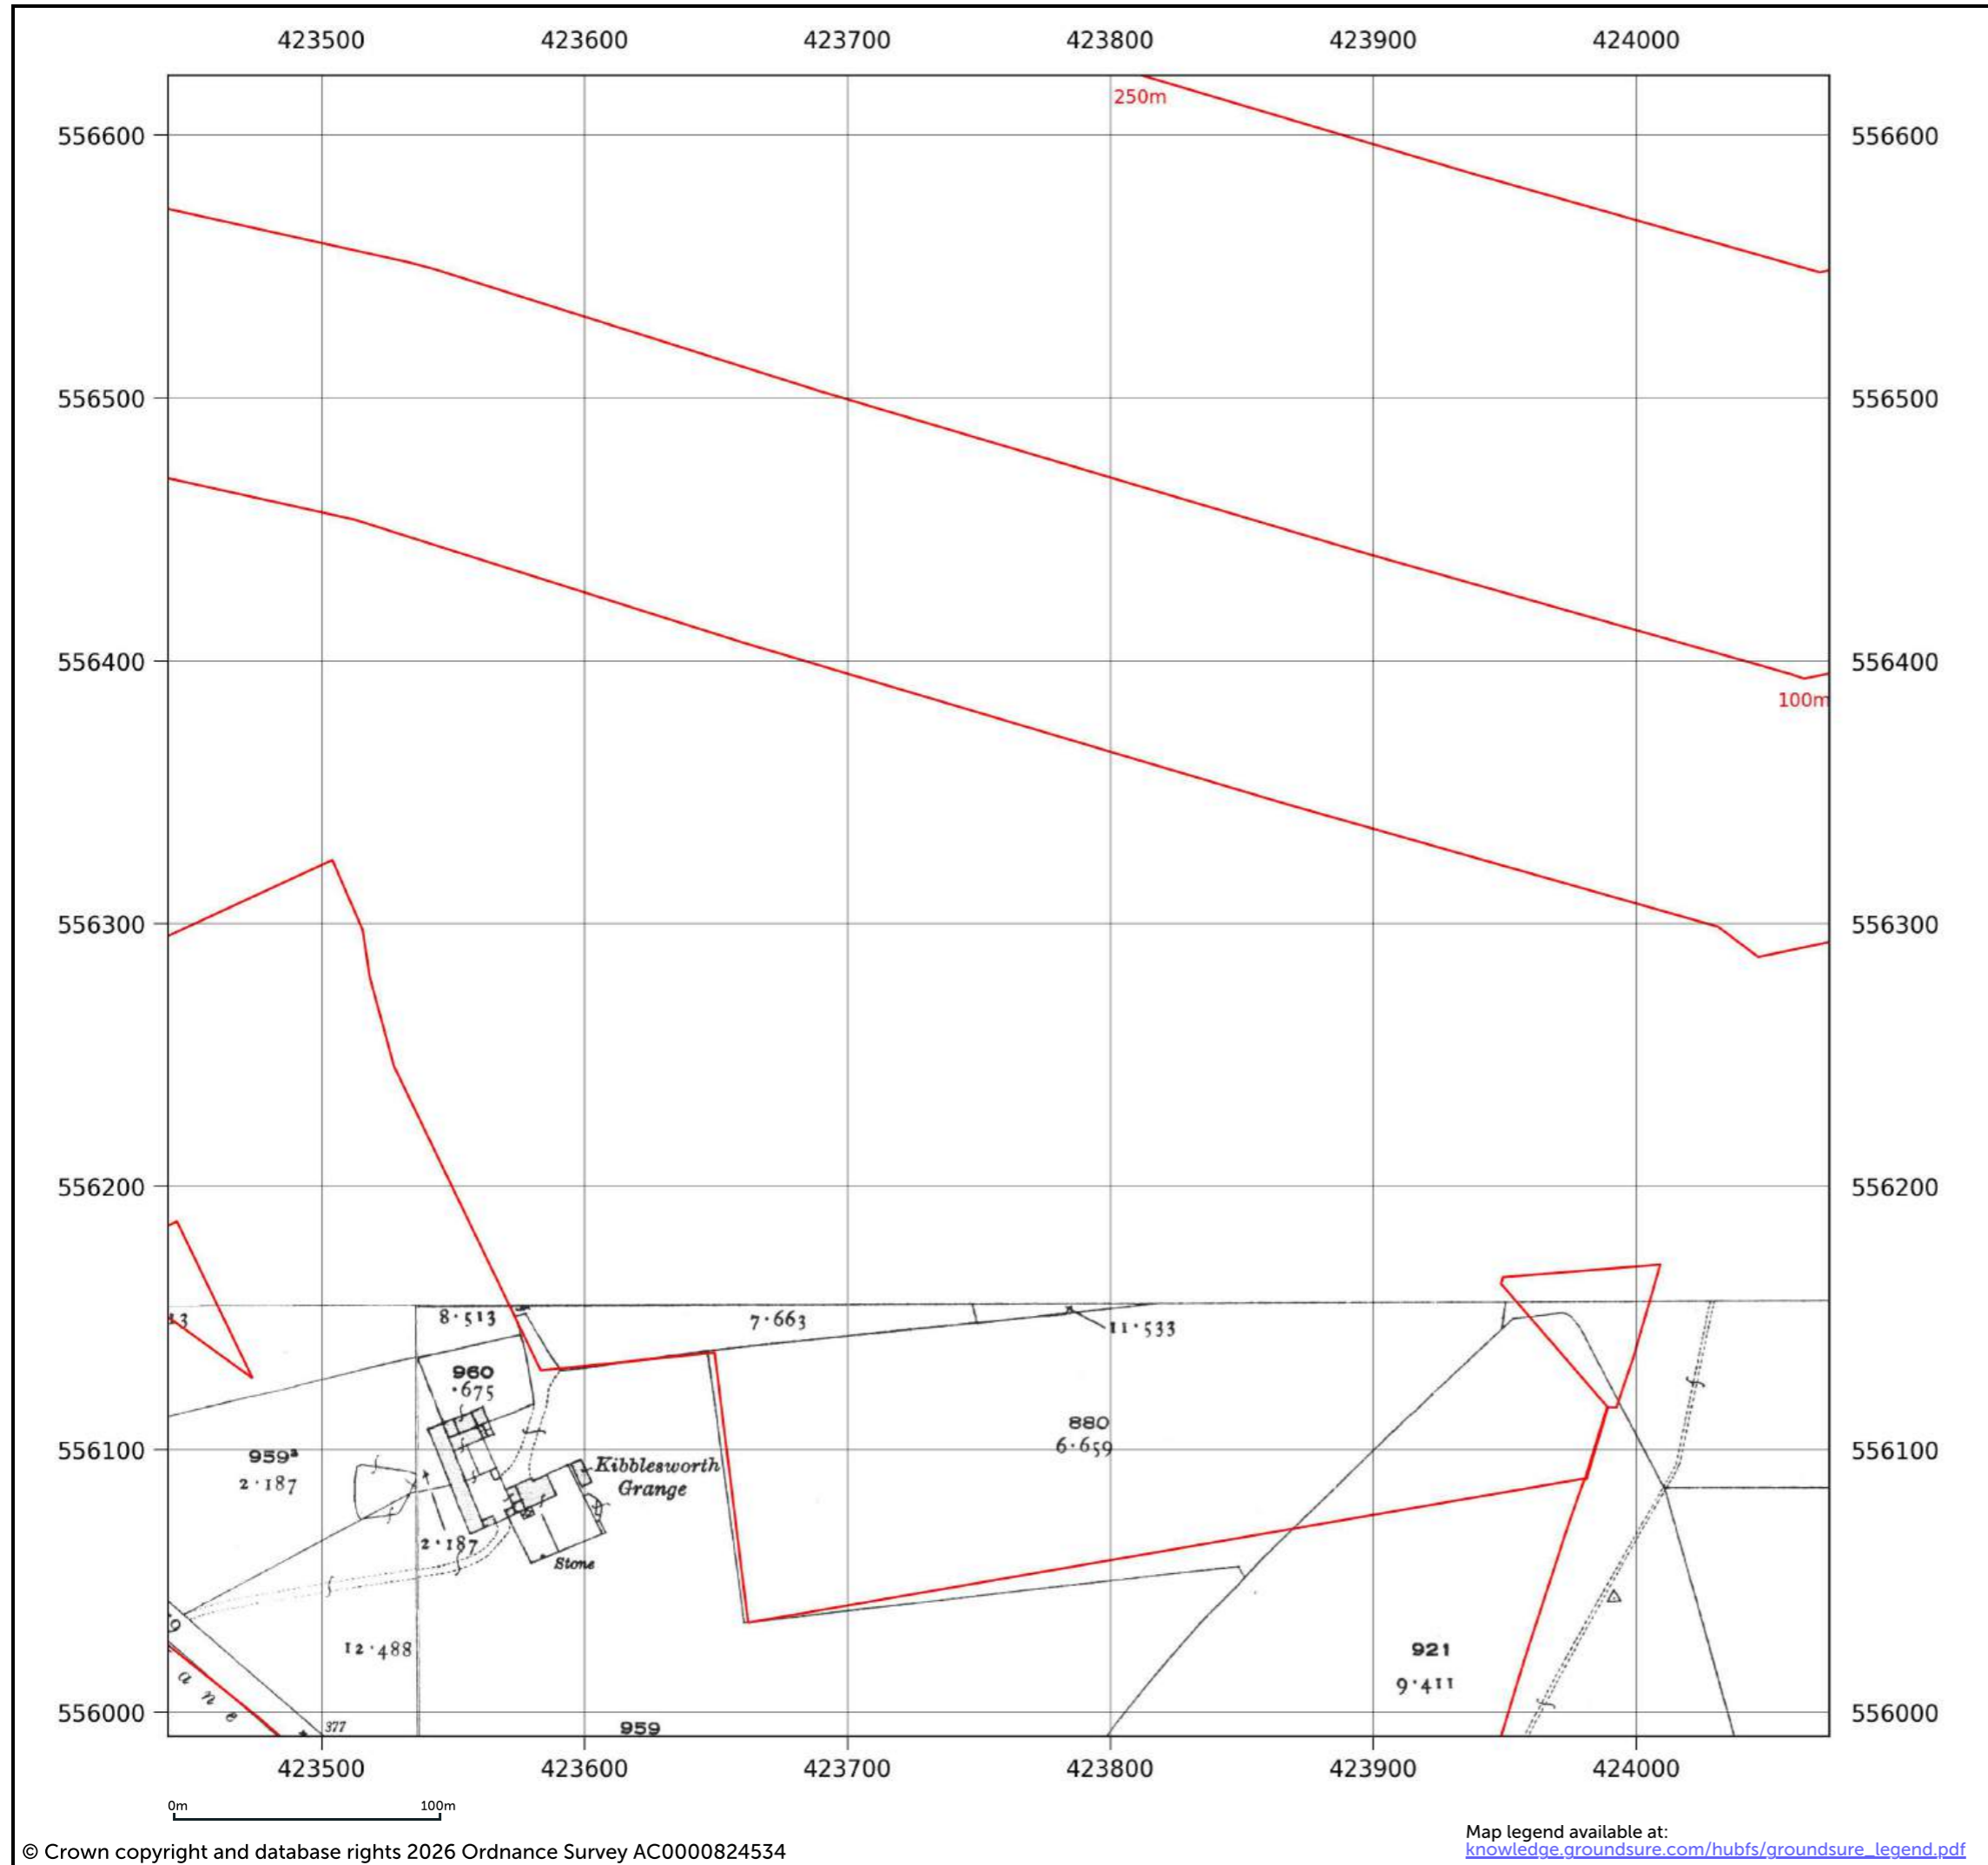 423500 423600 423700 423800 423900 424000
250m
556600 556600
556500 556500
556400 556400
100m
556300 556300
556200 556200
13 8·513 7·663 11·533
960
·675
880
6·659
556100 556100
959a
2·187
Kibblesworth
Grange
2·187
Stone
9
12·488
a n e
921
9·411
556000 556000
377
959
423500 423600 423700 423800 423900 424000
0m 100m
© Crown copyright and database rights 2026 Ordnance Survey AC0000824534
Map legend available at:
knowledge.groundsure.com/hubfs/groundsure_legend.pdf